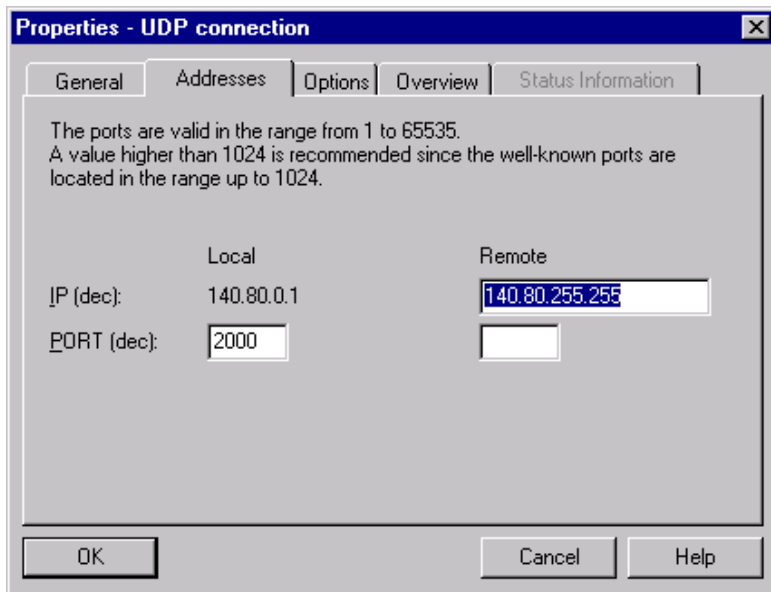 Properties - UDP connection
General Addresses Options Overview Status Information
The ports are valid in the range from 1 to 65535.
A value higher than 1024 is recommended since the well-known ports are
located in the range up to 1024.
Local Remote
IP (dec): 140.80.0.1 140.80.255.255
PORT (dec): 2000
OK Cancel Help